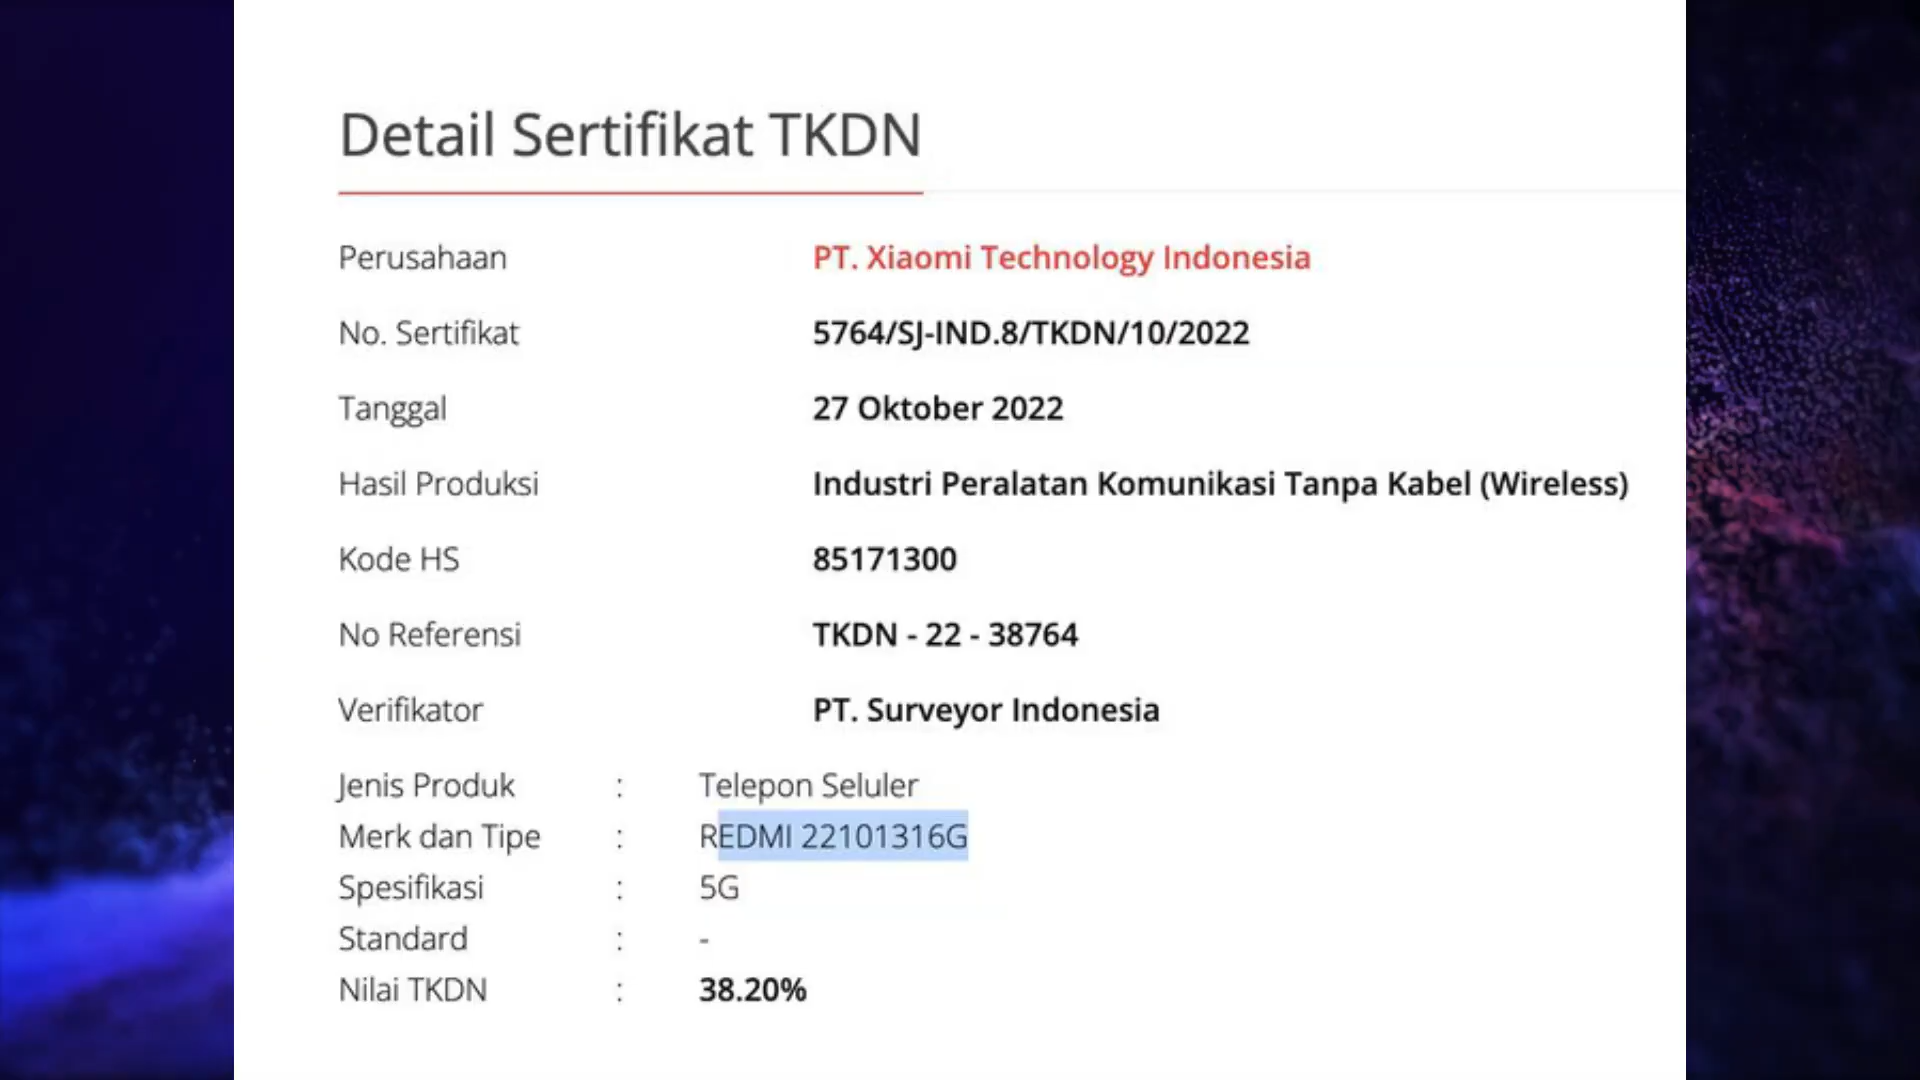 Detail Sertifikat TKDN
Perusahaan PT. Xiaomi Technology Indonesia
No. Sertifikat 5764/SJ-IND.8/TKDN/10/2022
Tanggal 27 Oktober 2022
Hasil Produksi Industri Peralatan Komunikasi Tanpa Kabel (Wireless)
Kode HS 85171300
No Referensi TKDN - 22 - 38764
Verifikator PT. Surveyor Indonesia
Jenis Produk : Telepon Seluler
Merk dan Tipe : REDMI 22101316G
Spesifikasi : 5G
Standard : -
Nilai TKDN : 38.20%